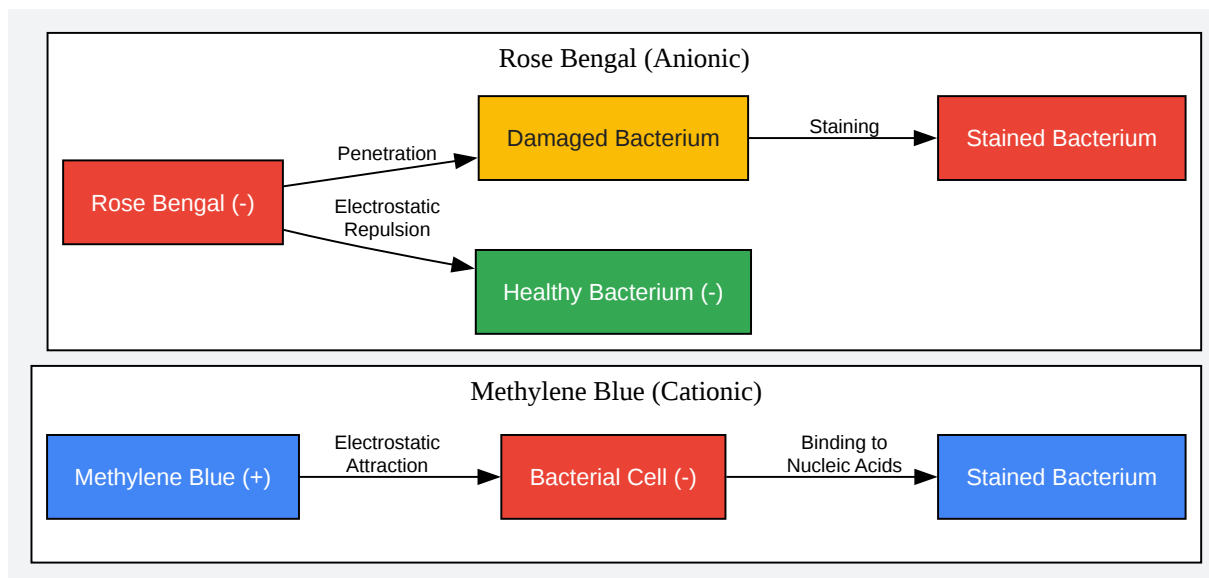 Rose Bengal (Anionic)
Rose Bengal (-)
Penetration
Electrostatic
Repulsion
Damaged Bacterium
Healthy Bacterium (-)
Staining
Stained Bacterium
Methylene Blue (Cationic)
Methylene Blue (+)
Electrostatic
Attraction
Bacterial Cell (-)
Binding to
Nucleic Acids
Stained Bacterium